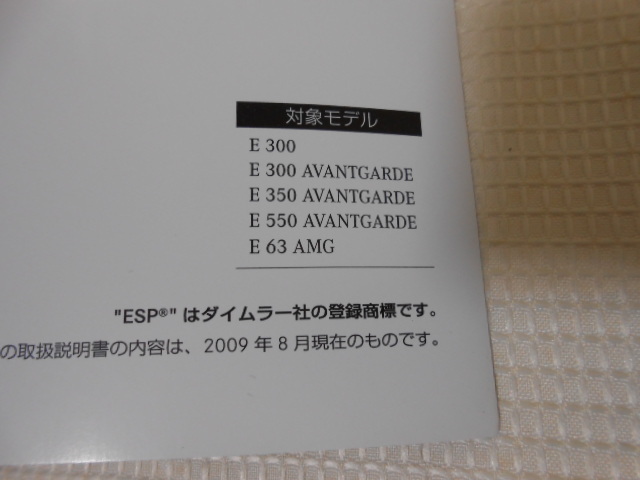 対象モデル
E 300
E 300 AVANTGARDE
E 350 AVANTGARDE
E 550 AVANTGARDE
E 63 AMG
"ESP®" はダイムラー社の登録商標です。
の取扱説明書の内容は、2009 年 8 月現在のものです。